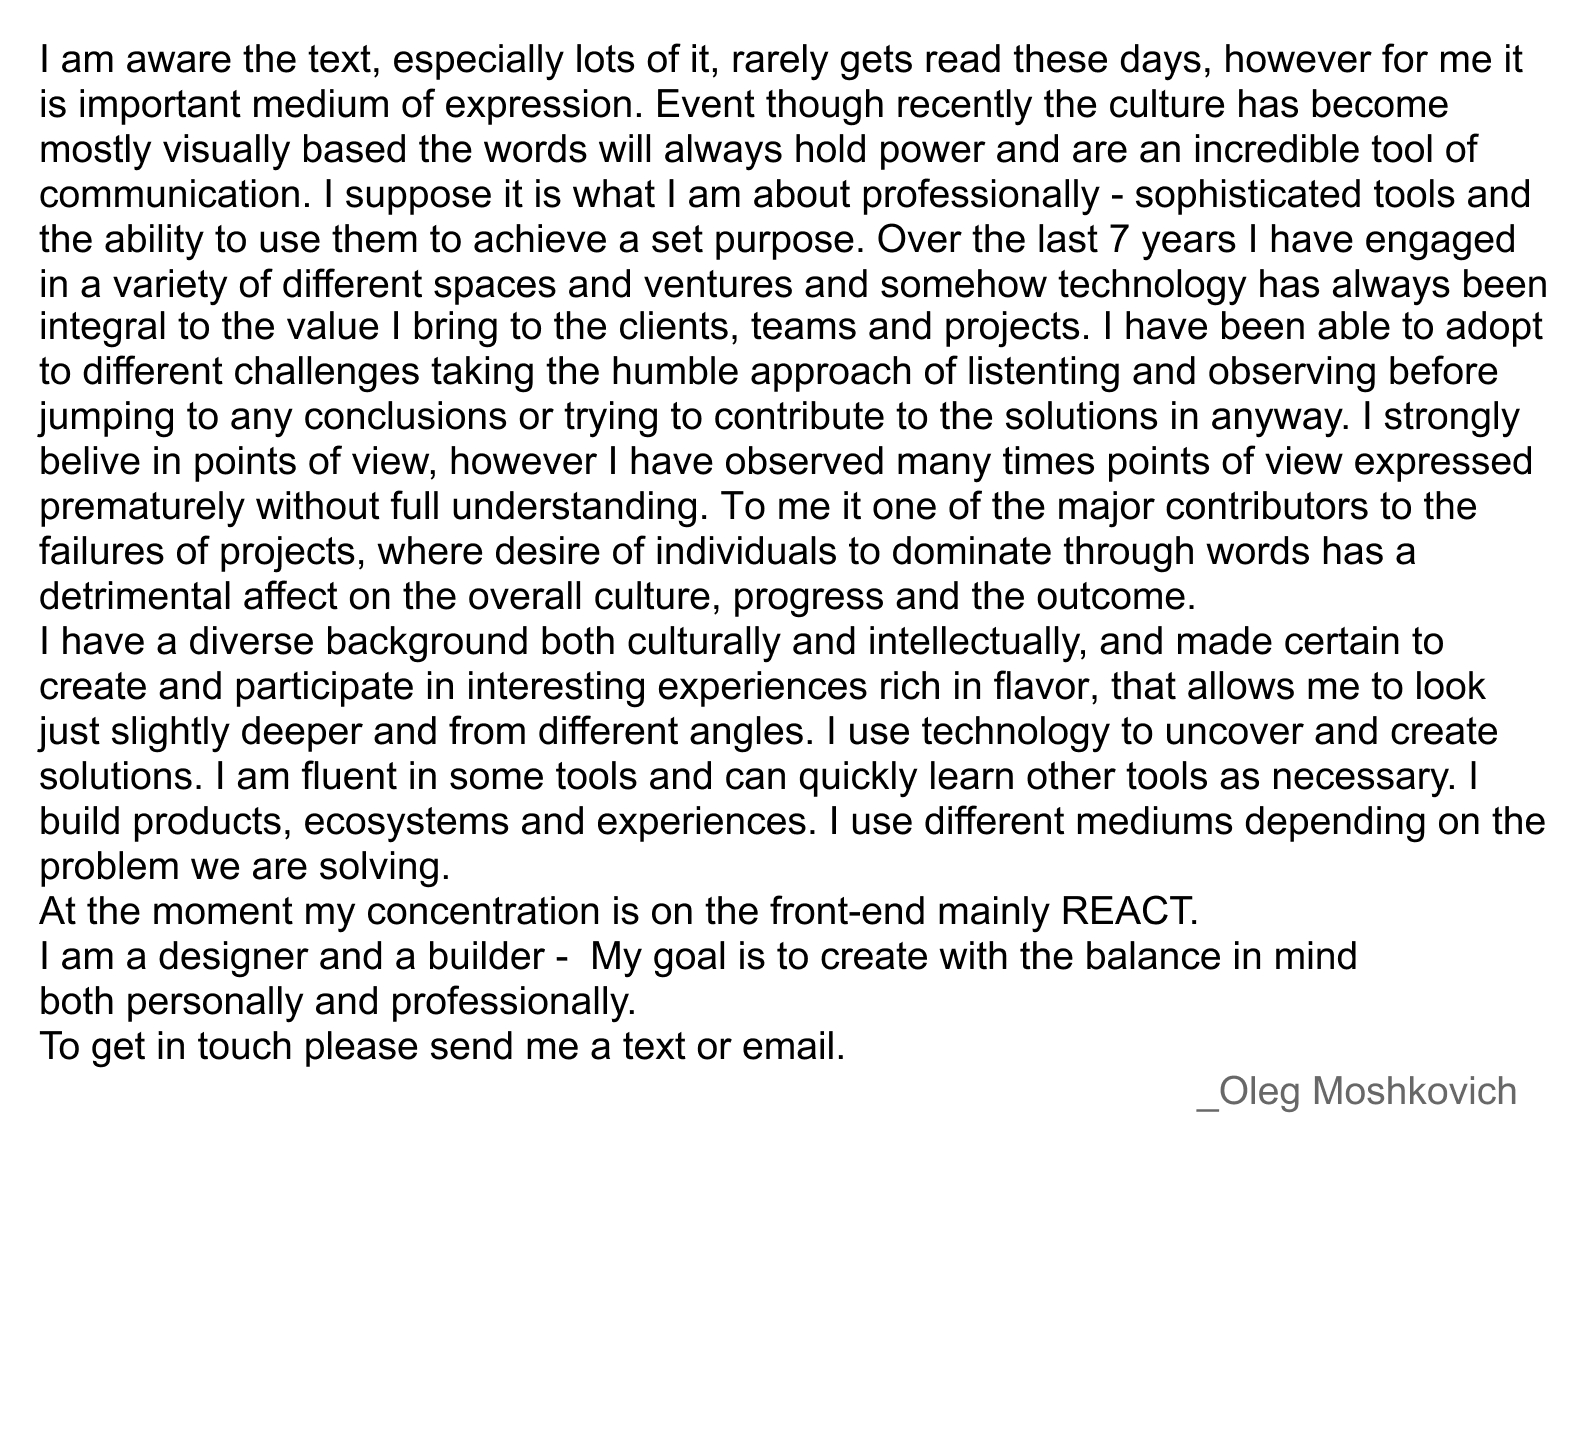 I am aware the text, especially lots of it, rarely gets read these days, however for me it
is important medium of expression. Event though recently the culture has become
mostly visually based the words will always hold power and are an incredible tool of
communication. I suppose it is what I am about professionally - sophisticated tools and
the ability to use them to achieve a set purpose. Over the last 7 years I have engaged
in a variety of different spaces and ventures and somehow technology has always been
integral to the value I bring to the clients, teams and projects. I have been able to adopt
to different challenges taking the humble approach of listenting and observing before
jumping to any conclusions or trying to contribute to the solutions in anyway. I strongly
belive in points of view, however I have observed many times points of view expressed
prematurely without full understanding. To me it one of the major contributors to the
failures of projects, where desire of individuals to dominate through words has a
detrimental affect on the overall culture, progress and the outcome.
I have a diverse background both culturally and intellectually, and made certain to
create and participate in interesting experiences rich in flavor, that allows me to look
just slightly deeper and from different angles. I use technology to uncover and create
solutions. I am fluent in some tools and can quickly learn other tools as necessary. I
build products, ecosystems and experiences. I use different mediums depending on the
problem we are solving.
At the moment my concentration is on the front-end mainly REACT.
I am a designer and a builder -  My goal is to create with the balance in mind
both personally and professionally.
To get in touch please send me a text or email.
_Oleg Moshkovich